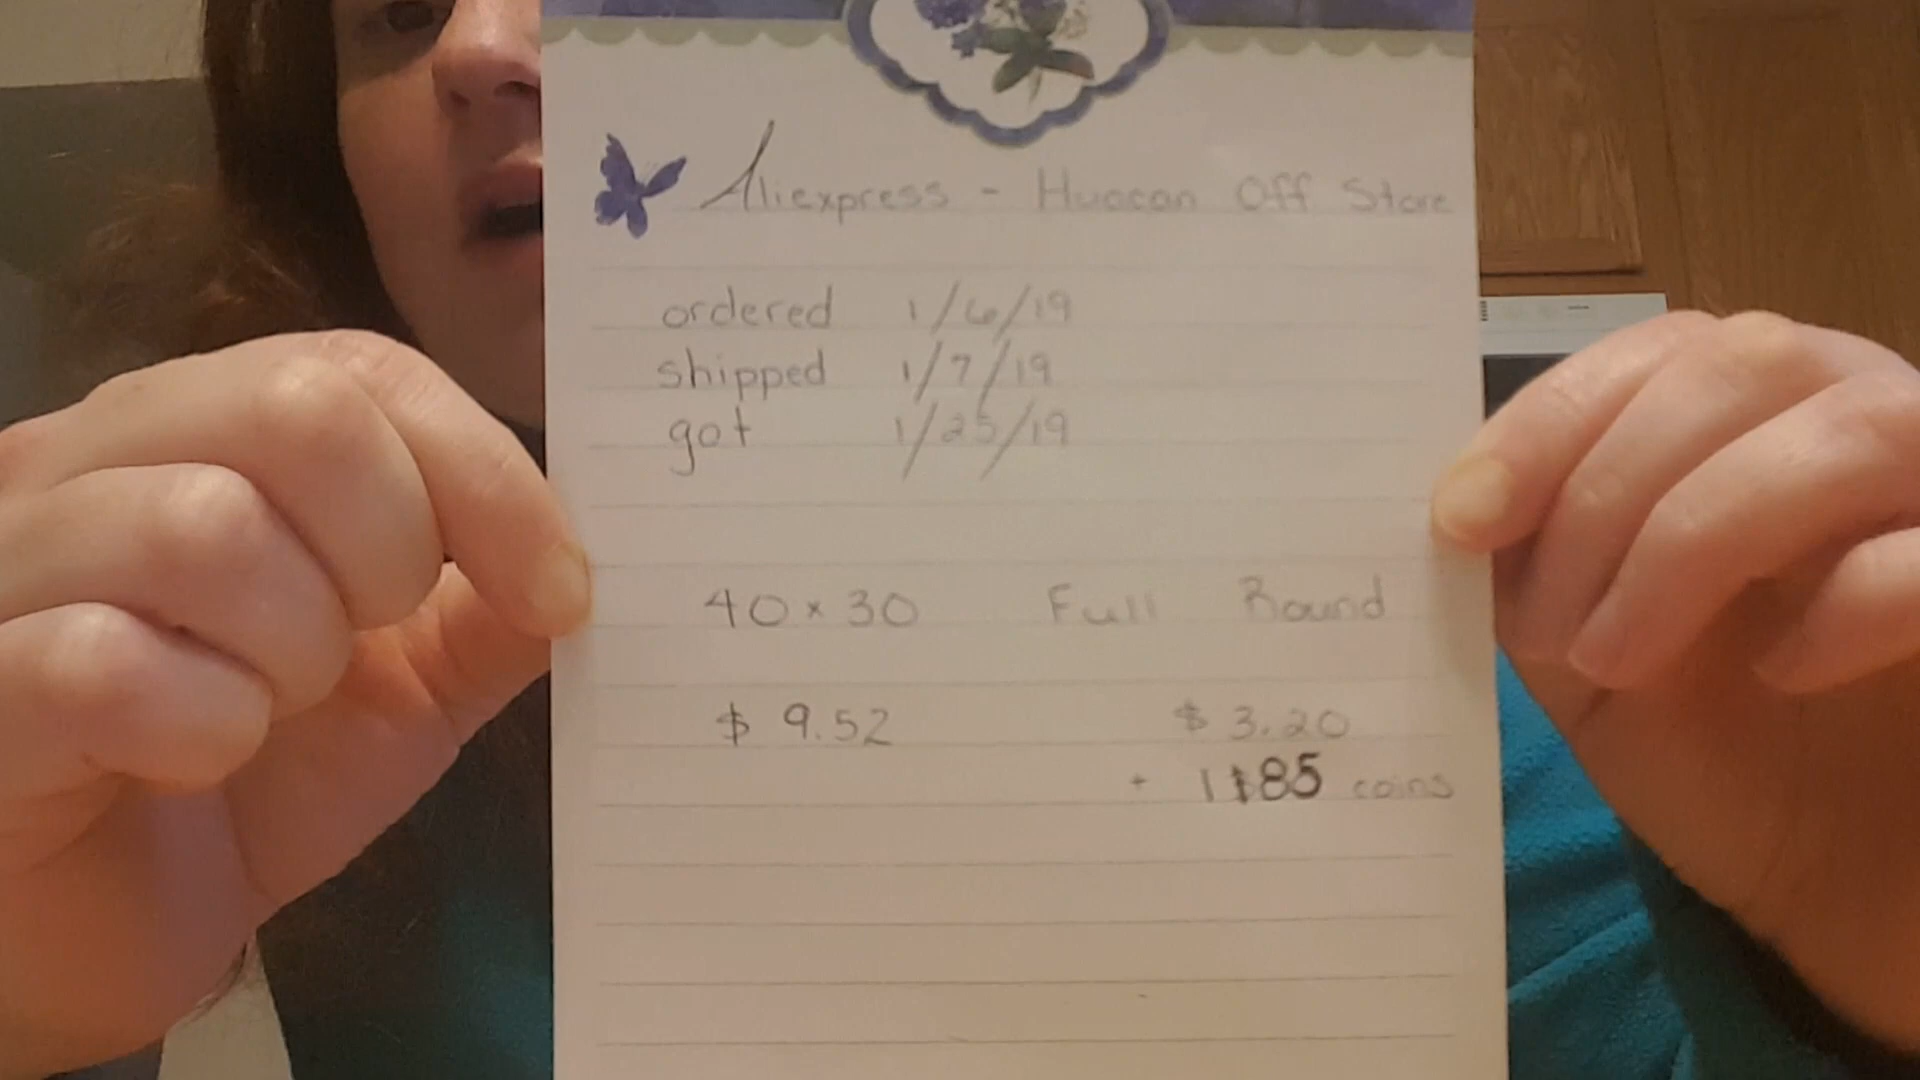 Aliexpress - Huacan Off Store
ordered 1/6/19
shipped 1/7/19
got 1/25/19
40 x 30 Full Round
$ 9.52 $ 3.20
+ 1185 coins